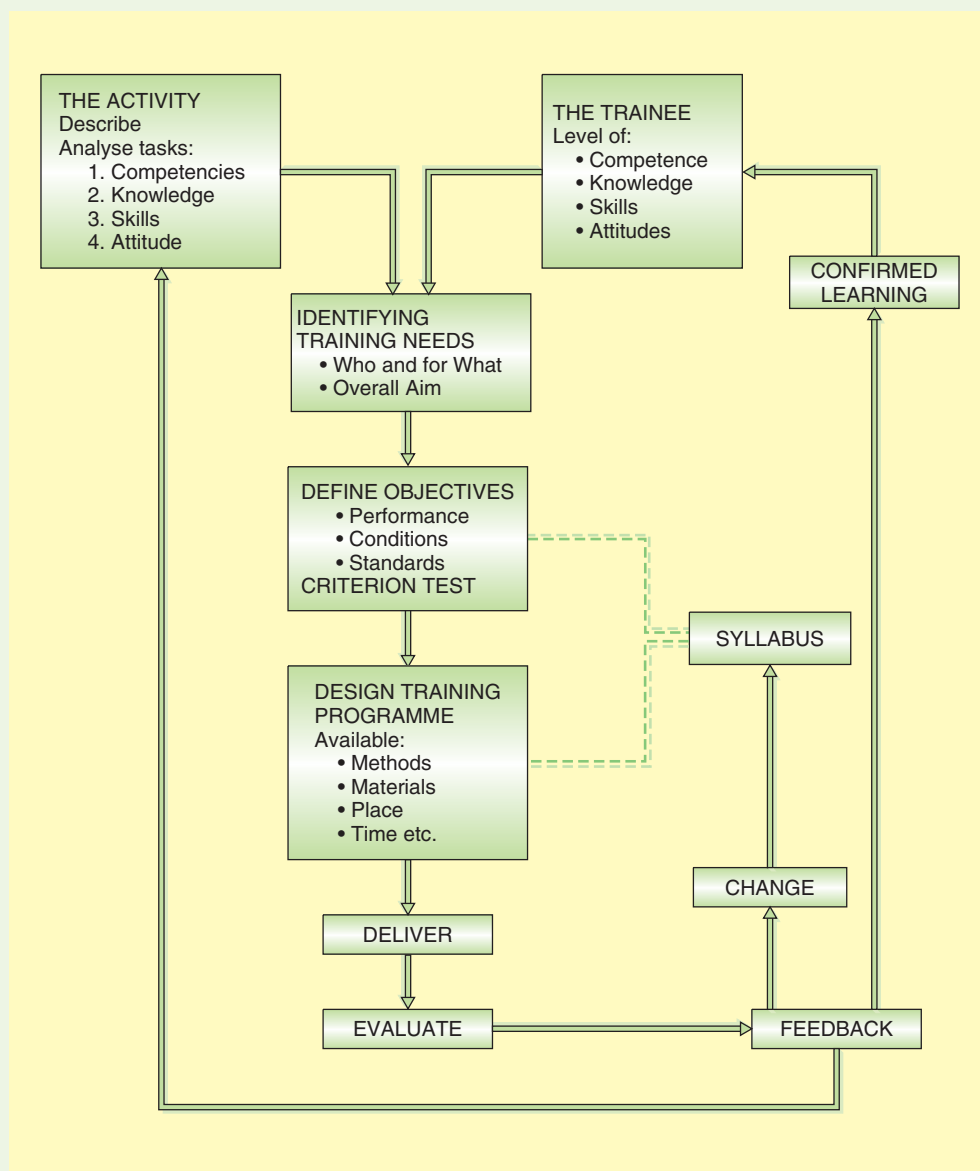 THE ACTIVITY
Describe
Analyse tasks:
1. Competencies
2. Knowledge
3. Skills
4. Attitude
THE TRAINEE
Level of:
• Competence
• Knowledge
• Skills
• Attitudes
CONFIRMED
LEARNING
IDENTIFYING
TRAINING NEEDS
• Who and for What
• Overall Aim
DEFINE OBJECTIVES
• Performance
• Conditions
• Standards
CRITERION TEST
SYLLABUS
DESIGN TRAINING
PROGRAMME
Available:
• Methods
• Materials
• Place
• Time etc.
CHANGE
DELIVER
EVALUATE
FEEDBACK